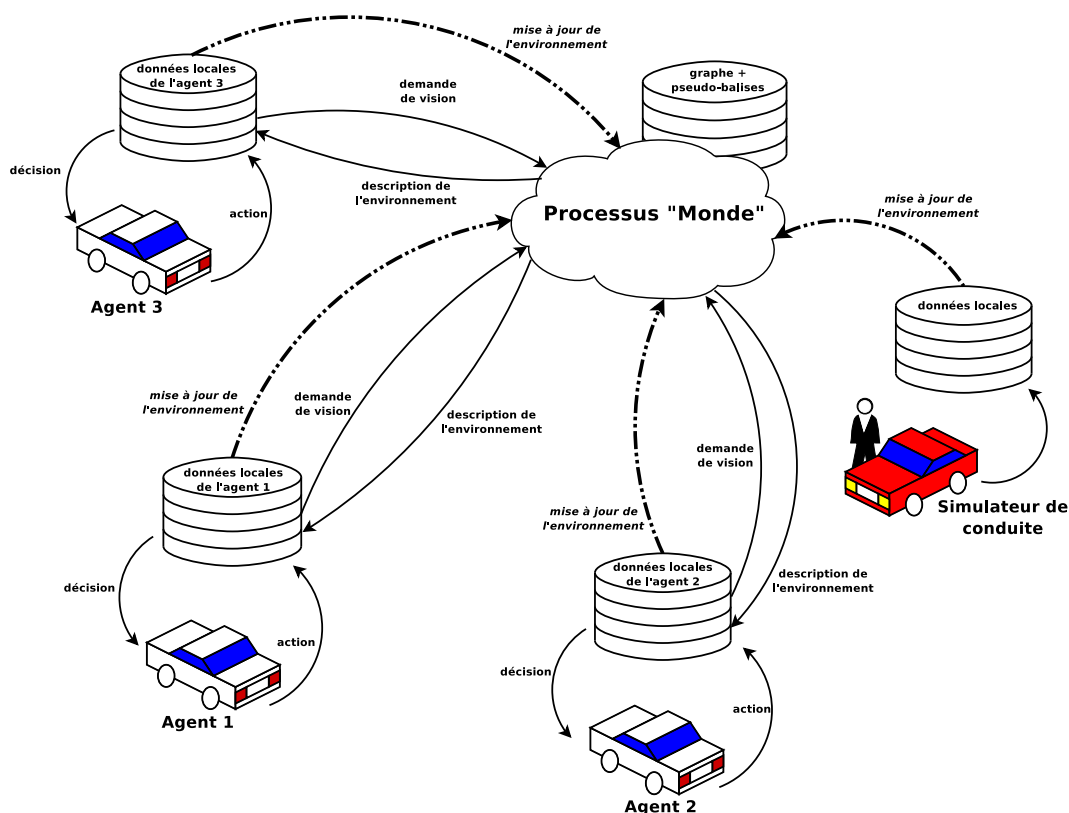 mise à jour de
l'environnement
données locales
de l'agent 3
demande
de vision
graphe +
pseudo-balises
décision
description de
l'environnement
action
Agent 3
Processus "Monde"
mise à jour de
l'environnement
données locales
mise à jour de
l'environnement
demande
de vision
description de
l'environnement
données locales
de l'agent 1
décision
action
Agent 1
demande
de vision
mise à jour de
l'environnement
données locales
de l'agent 2
description de
l'environnement
décision
action
Agent 2
Simulateur de
conduite